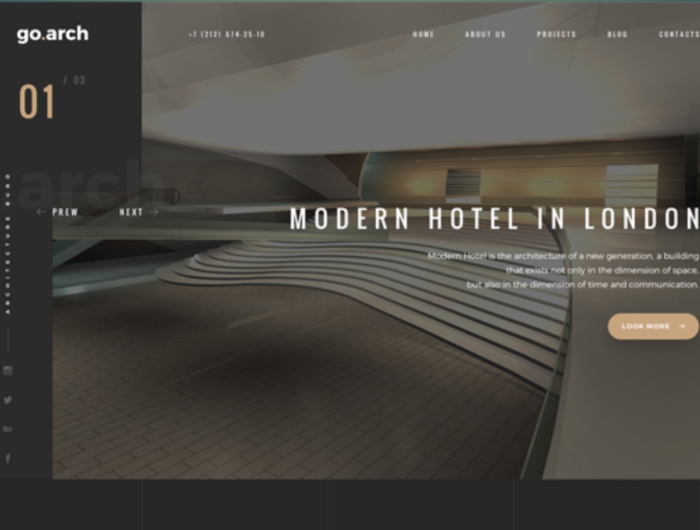 go.arch
+7 (212) 674-25-10
HOME ABOUT US PROJECTS BLOG CONTACTS
/ 03
01
arch
PREW NEXT
ARCHITECTURE BURO
MODERN HOTEL IN LONDON
Modern Hotel is the architecture of a new generation, a building
that exists not only in the dimension of space,
but also in the dimension of time and communication.
LOOK MORE